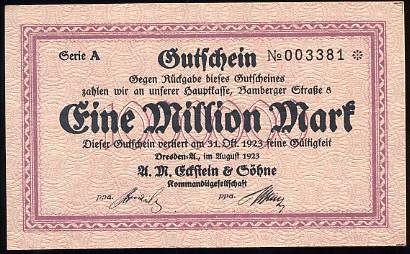 Serie A Gutschein №003381 *
Gegen Rückgabe dieses Gutscheines
zahlen wir an unserer Hauptkasse, Bamberger Straße 8
Eine Million Mark
Dieser Gutschein verliert am 31. Okt. 1923 seine Gültigkeit
Dresden-A., im August 1923
A. M. Eckstein & Söhne
Kommanditgesellschaft
ppa. ppa.